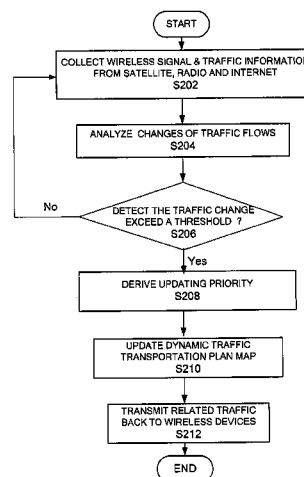 START
COLLECT WIRELESS SIGNAL & TRAFFIC INFORMATION
FROM SATELLITE, RADIO AND INTERNET
S202
ANALYZE CHANGES OF TRAFFIC FLOWS
S204
DETECT THE TRAFFIC CHANGE
EXCEED A THRESHOLD ?
S206
No
Yes
DERIVE UPDATING PRIORITY
S208
UPDATE DYNAMIC TRAFFIC
TRANSPORTATION PLAN MAP
S210
TRANSMIT RELATED TRAFFIC
BACK TO WIRELESS DEVICES
S212
END